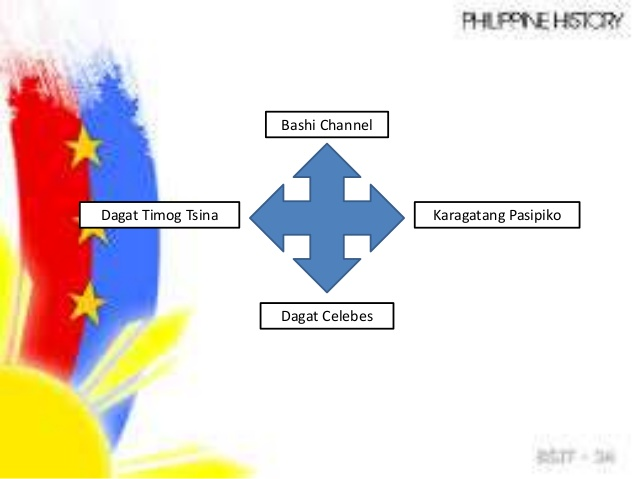 PHILIPPINE HISTORY
Bashi Channel
Dagat Timog Tsina
Karagatang Pasipiko
Dagat Celebes